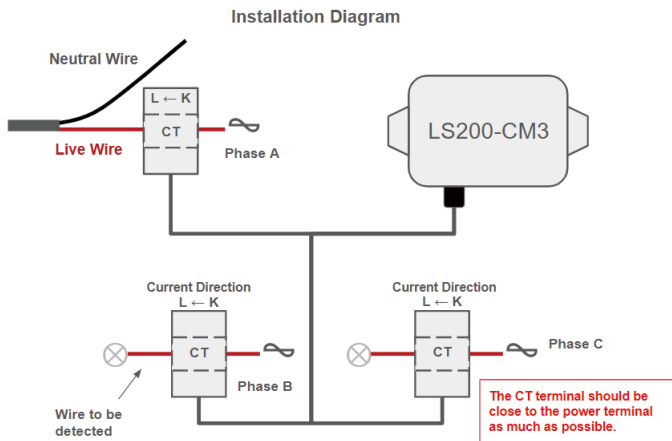 Installation Diagram
Neutral Wire
L ← K
CT
Live Wire
Phase A
LS200-CM3
Current Direction
L ← K
CT
Phase B
Wire to be
detected
Current Direction
L ← K
CT
Phase C
The CT terminal should be
close to the power terminal
as much as possible.